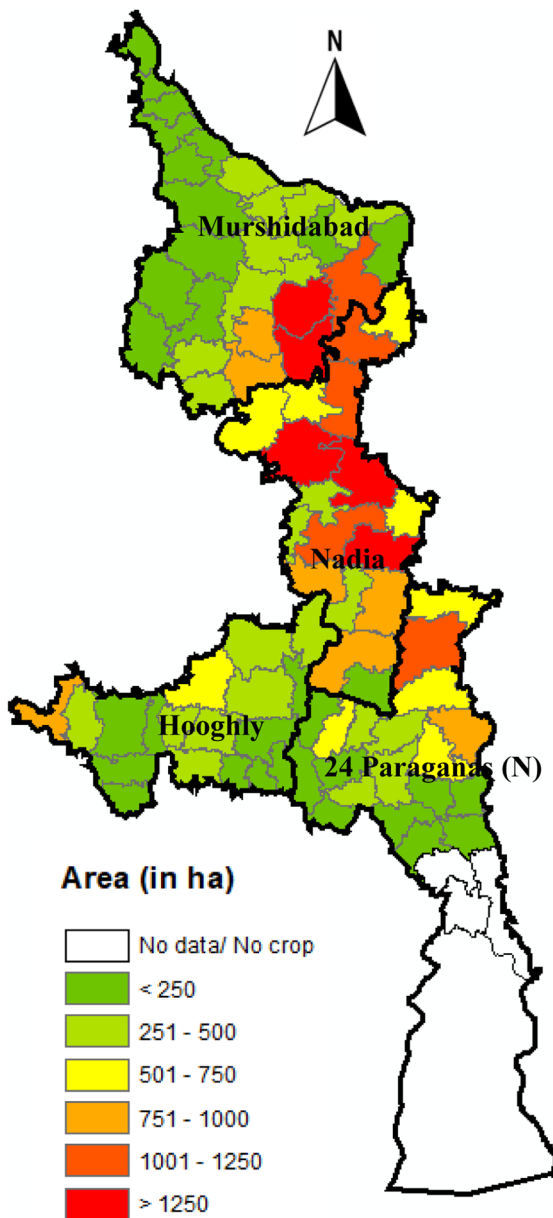 N
Murshidabad
Nadia
Hooghly
24 Paraganas (N)
Area (in ha)
No data/ No crop
< 250
251 - 500
501 - 750
751 - 1000
1001 - 1250
> 1250